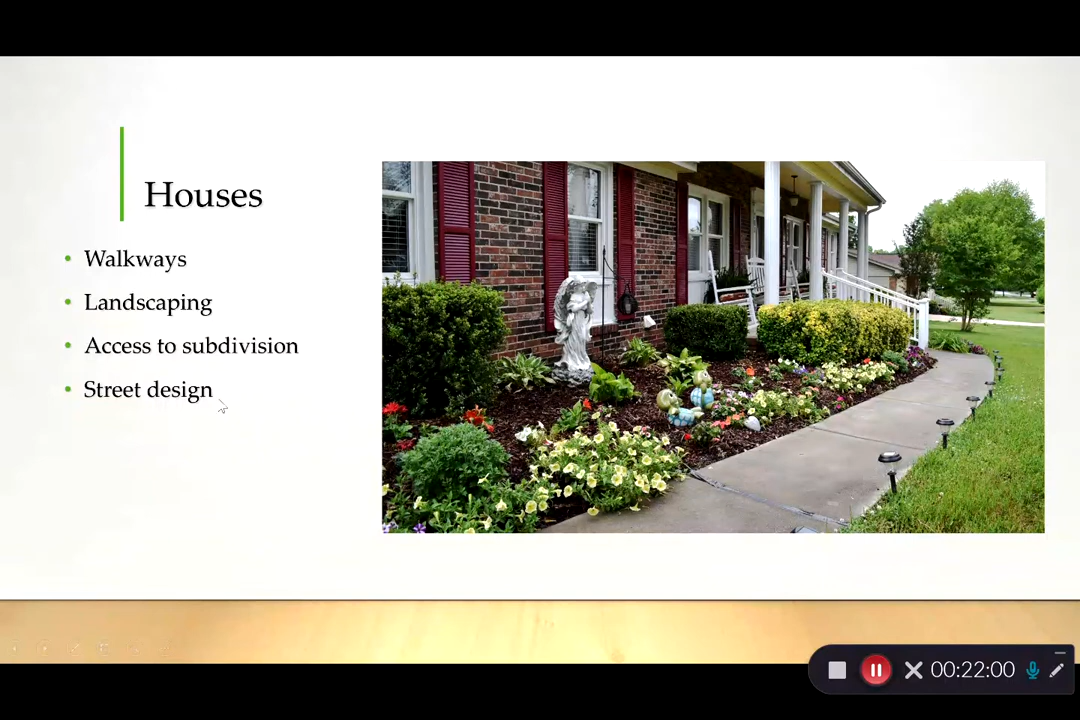 Houses
• Walkways
• Landscaping
• Access to subdivision
• Street design
00:22:00